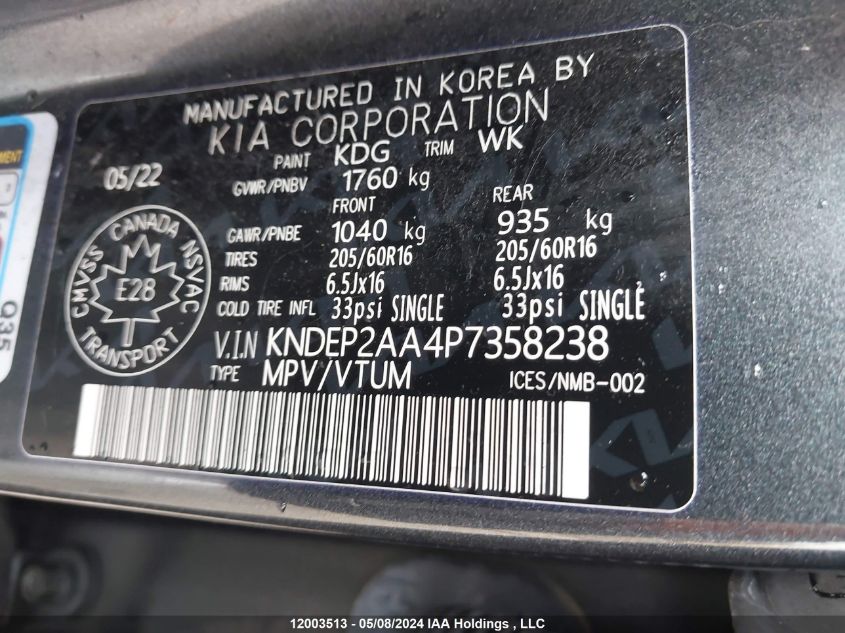 MANUFACTURED IN KOREA BY
KIA CORPORATION
05/22 PAINT KDG TRIM WK
GVWR/PNBV 1760 kg
FRONT REAR
GAWR/PNBE 1040 kg 935 kg
TIRES 205/60R16 205/60R16
RIMS 6.5Jx16 6.5Jx16
COLD TIRE INFL 33psi SINGLE 33psi SINGLE
CANADA
CMVSS NSVAC
E28
TRANSPORT
V.I.N KNDEP2AA4P7358238
TYPE MPV/VTUM ICES/NMB-002
Q35
12003513 - 05/08/2024 IAA Holdings , LLC